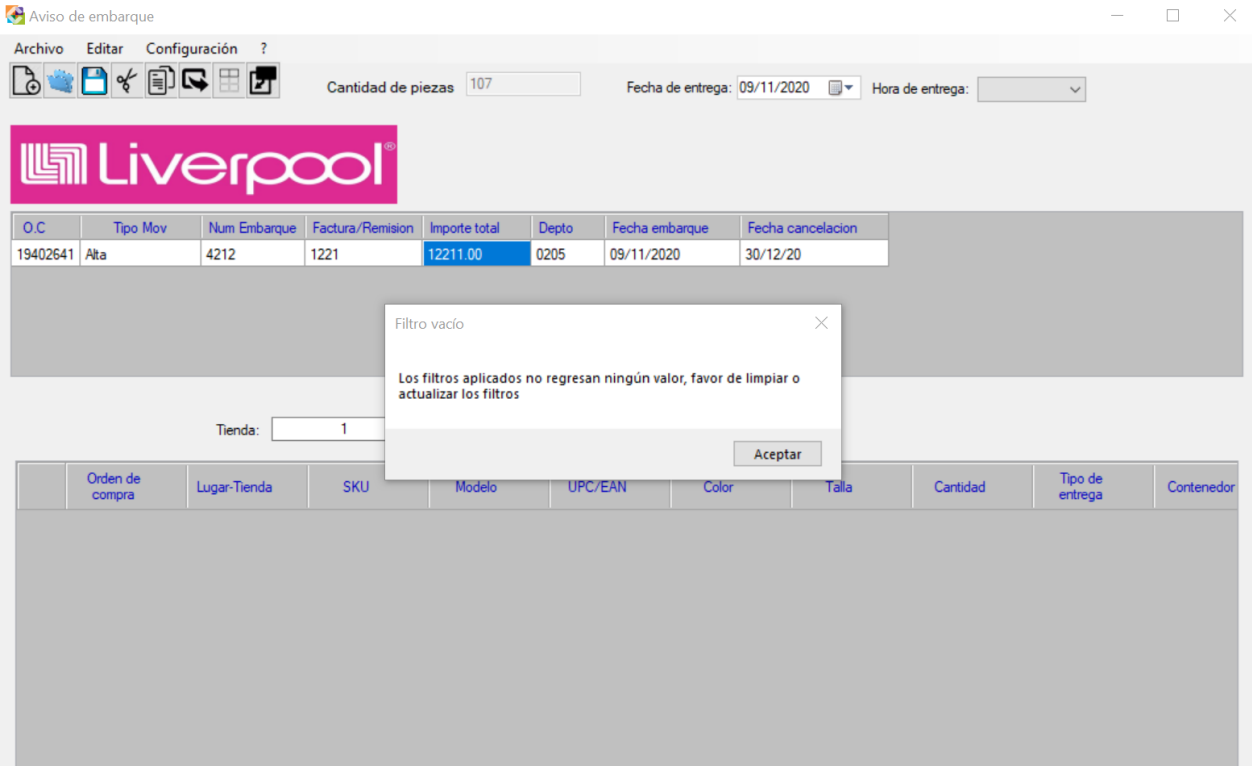 Aviso de embarque
Archivo Editar Configuración ?
Cantidad de piezas 107 Fecha de entrega: 09/11/2020 Hora de entrega:
Liverpool®
O.C Tipo Mov Num Embarque Factura/Remision Importe total Depto Fecha embarque Fecha cancelacion
19402641 Alta 4212 1221 12211.00 0205 09/11/2020 30/12/20
Filtro vacío
Los filtros aplicados no regresan ningún valor, favor de limpiar o
actualizar los filtros
Aceptar
Tienda: 1
Orden de compra Lugar-Tienda SKU Modelo UPC/EAN Color Talla Cantidad Tipo de entrega Contenedor